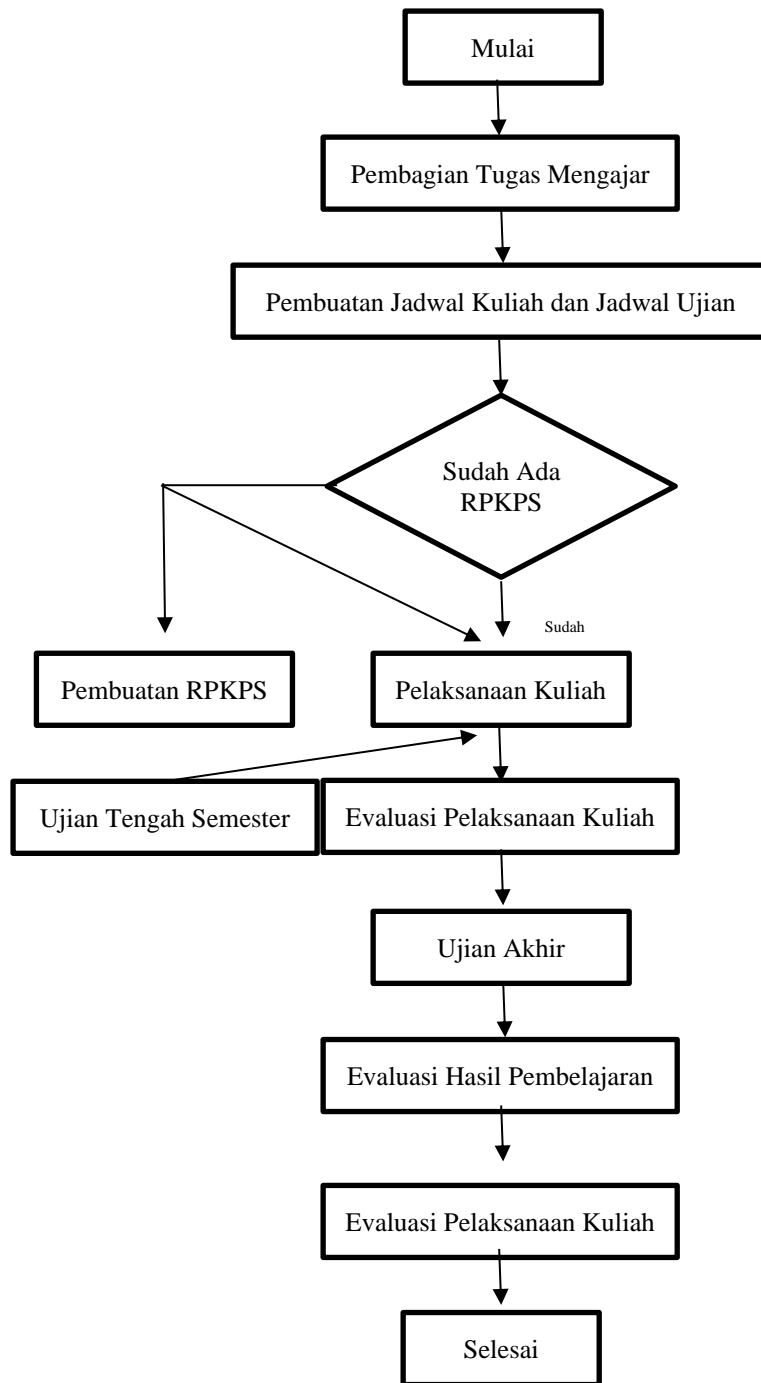 Mulai
Pembagian Tugas Mengajar
Pembuatan Jadwal Kuliah dan Jadwal Ujian
Sudah Ada
RPKPS
Sudah
Pembuatan RPKPS
Pelaksanaan Kuliah
Ujian Tengah Semester
Evaluasi Pelaksanaan Kuliah
Ujian Akhir
Evaluasi Hasil Pembelajaran
Evaluasi Pelaksanaan Kuliah
Selesai